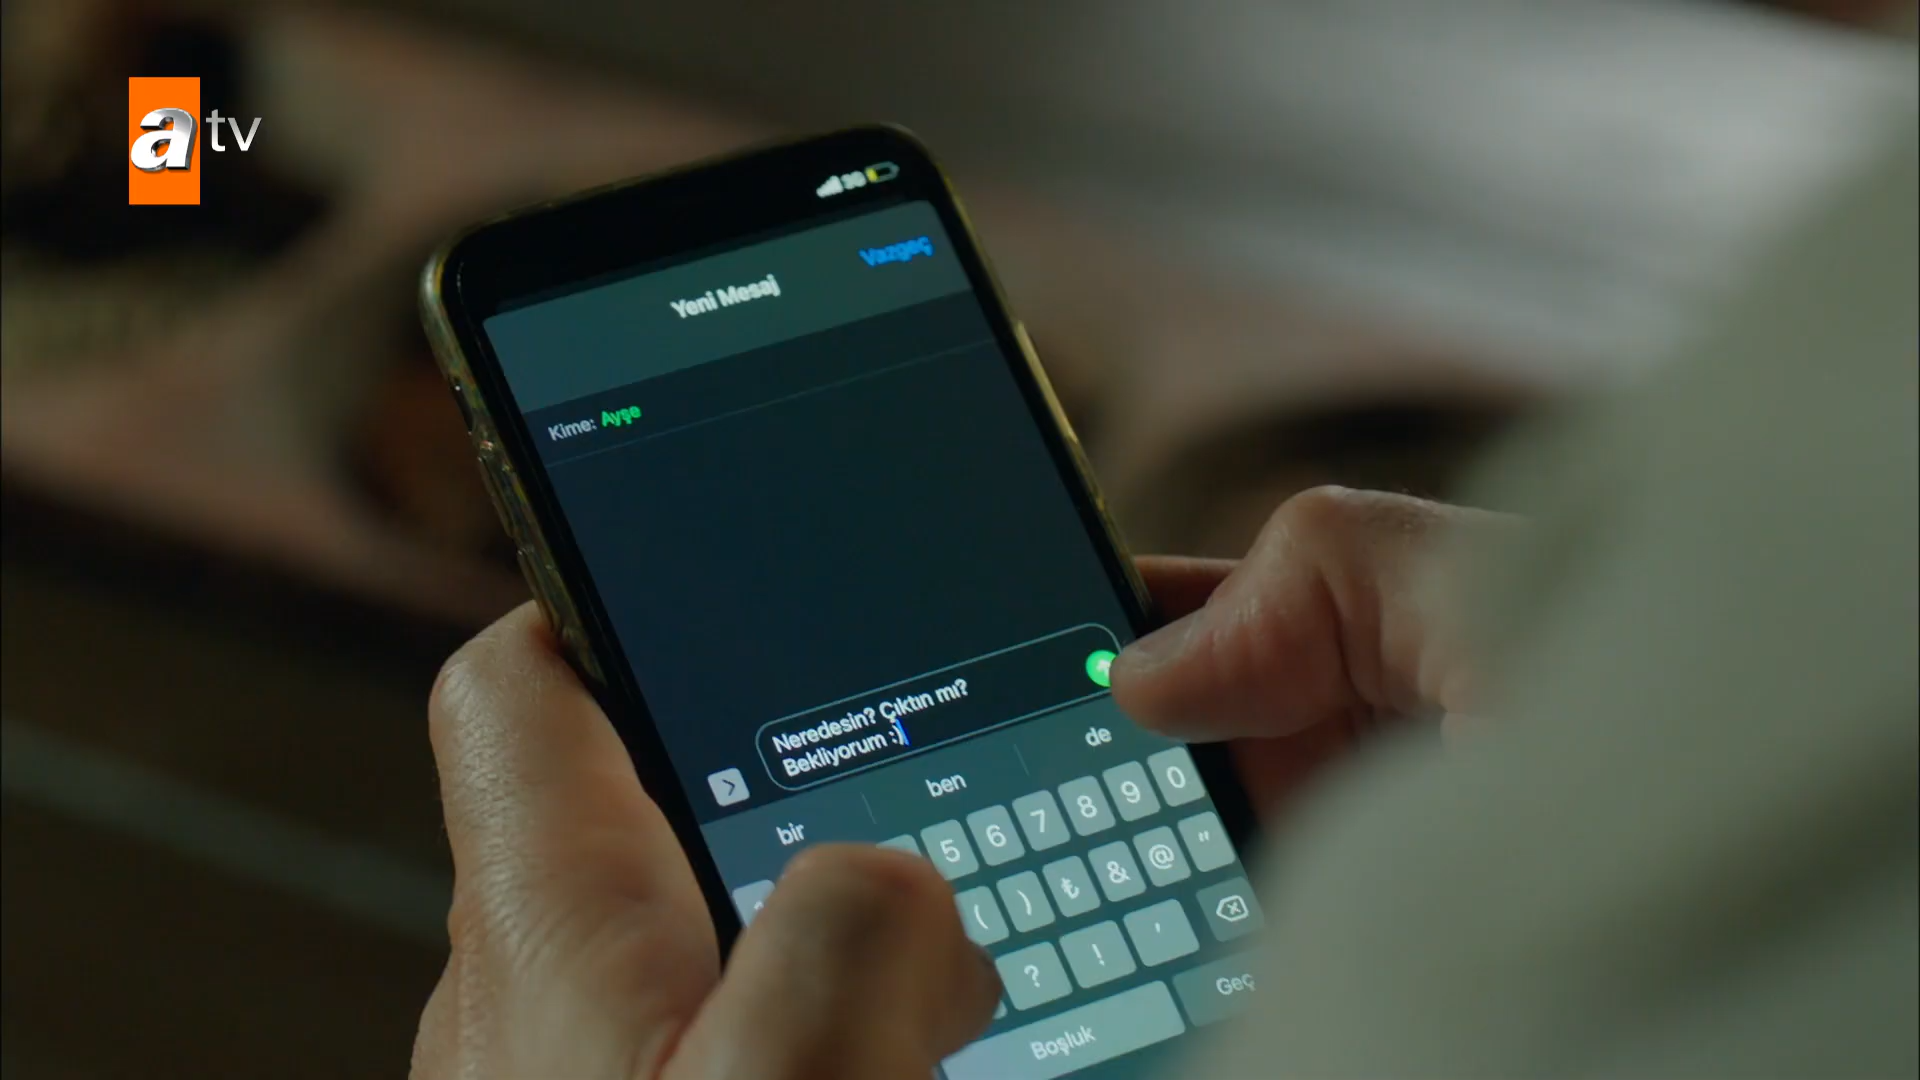 atv
3G
Vazgeç
Yeni Mesaj
Kime: Ayşe
Neredesin? Çıktın mı?
Bekliyorum :)
bir ben de
5 6 7 8 9 0
( ) ₺ & @ "
? ! '
Boşluk Geç